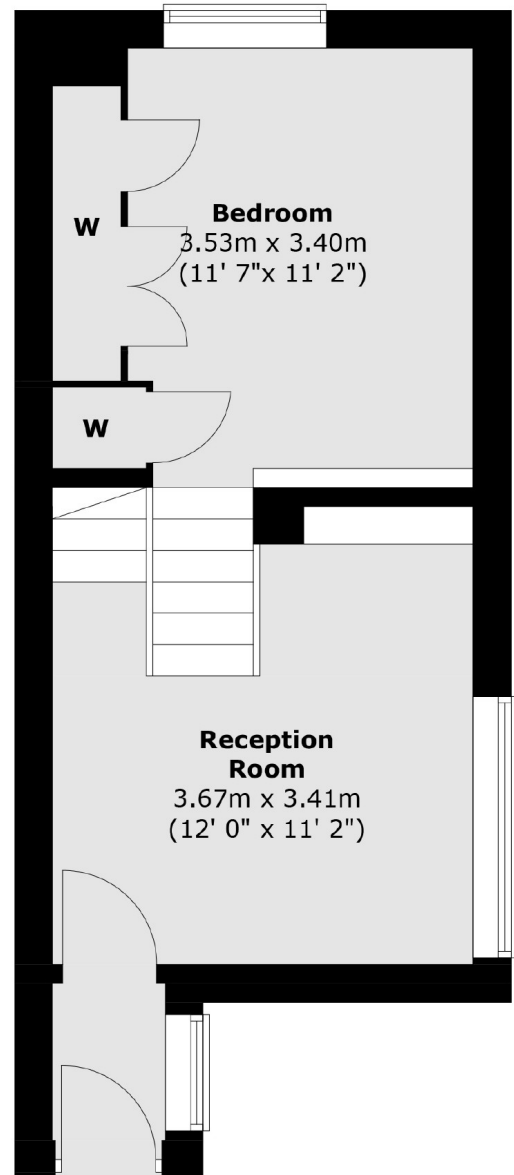 W
Bedroom
3.53m x 3.40m
(11' 7"x 11' 2")
W
Reception
Room
3.67m x 3.41m
(12' 0" x 11' 2")